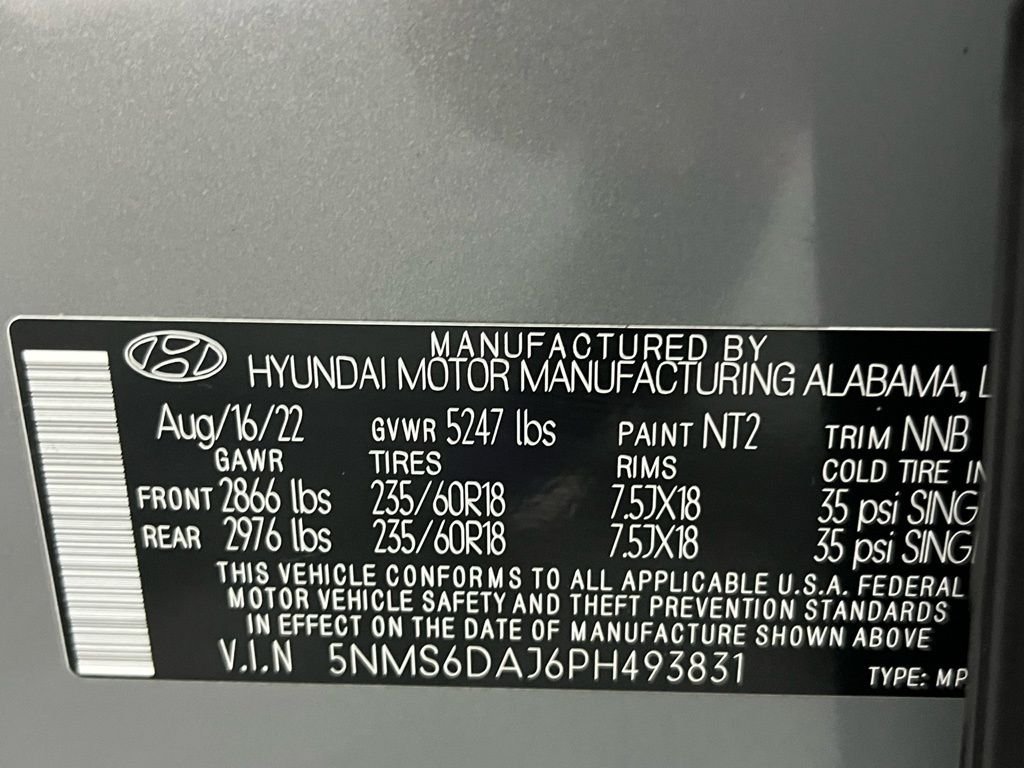 MANUFACTURED BY
HYUNDAI MOTOR MANUFACTURING ALABAMA, L
Aug/16/22 GVWR 5247 lbs PAINT NT2 TRIM NNB
GAWR TIRES RIMS COLD TIRE IN
FRONT 2866 lbs 235/60R18 7.5JX18 35 psi SING
REAR 2976 lbs 235/60R18 7.5JX18 35 psi SING
THIS VEHICLE CONFORMS TO ALL APPLICABLE U.S.A. FEDERAL
MOTOR VEHICLE SAFETY AND THEFT PREVENTION STANDARDS
IN EFFECT ON THE DATE OF MANUFACTURE SHOWN ABOVE
V.I.N 5NMS6DAJ6PH493831 TYPE: MP